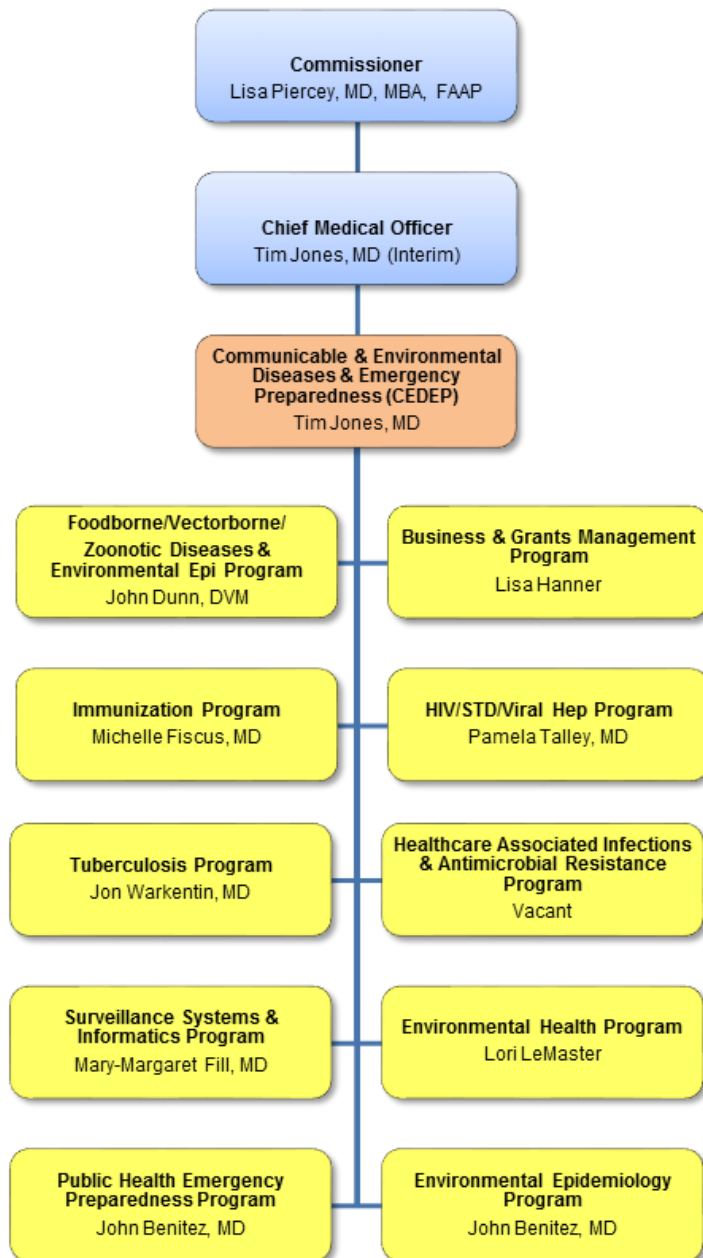 Commissioner
Lisa Piercey, MD, MBA, FAAP
Chief Medical Officer
Tim Jones, MD (Interim)
Communicable & Environmental
Diseases & Emergency
Preparedness (CEDEP)
Tim Jones, MD
Foodborne/Vectorborne/
Zoonotic Diseases &
Environmental Epi Program
John Dunn, DVM
Business & Grants Management
Program
Lisa Hanner
Immunization Program
Michelle Fiscus, MD
HIV/STD/Viral Hep Program
Pamela Talley, MD
Tuberculosis Program
Jon Warkentin, MD
Healthcare Associated Infections
& Antimicrobial Resistance
Program
Vacant
Surveillance Systems &
Informatics Program
Mary-Margaret Fill, MD
Environmental Health Program
Lori LeMaster
Public Health Emergency
Preparedness Program
John Benitez, MD
Environmental Epidemiology
Program
John Benitez, MD